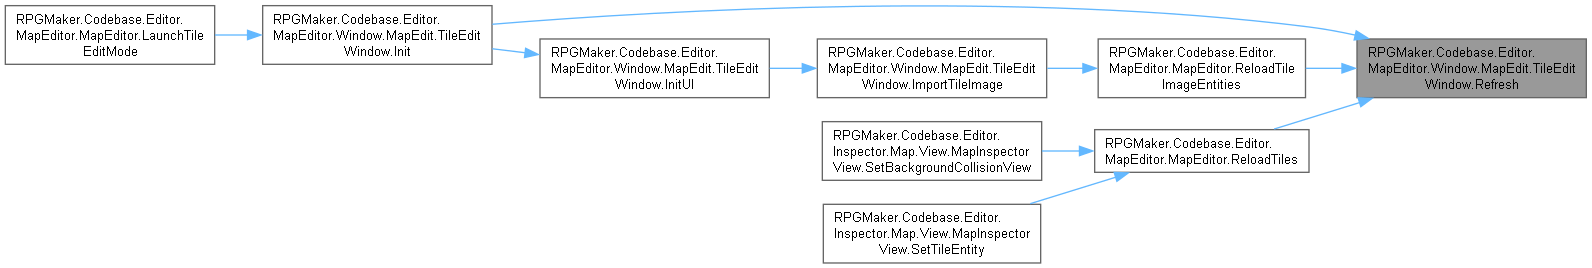 RPGMaker.Codebase.Editor.
MapEditor.MapEditor.LaunchTile
EditMode
RPGMaker.Codebase.Editor.
MapEditor.Window.MapEdit.TileEdit
Window.Init
RPGMaker.Codebase.Editor.
MapEditor.Window.MapEdit.TileEdit
Window.InitUI
RPGMaker.Codebase.Editor.
MapEditor.Window.MapEdit.TileEdit
Window.ImportTileImage
RPGMaker.Codebase.Editor.
MapEditor.MapEditor.ReloadTile
ImageEntities
RPGMaker.Codebase.Editor.
MapEditor.Window.MapEdit.TileEdit
Window.Refresh
RPGMaker.Codebase.Editor.
Inspector.Map.View.MapInspector
View.SetBackgroundCollisionView
RPGMaker.Codebase.Editor.
MapEditor.MapEditor.ReloadTiles
RPGMaker.Codebase.Editor.
Inspector.Map.View.MapInspector
View.SetTileEntity